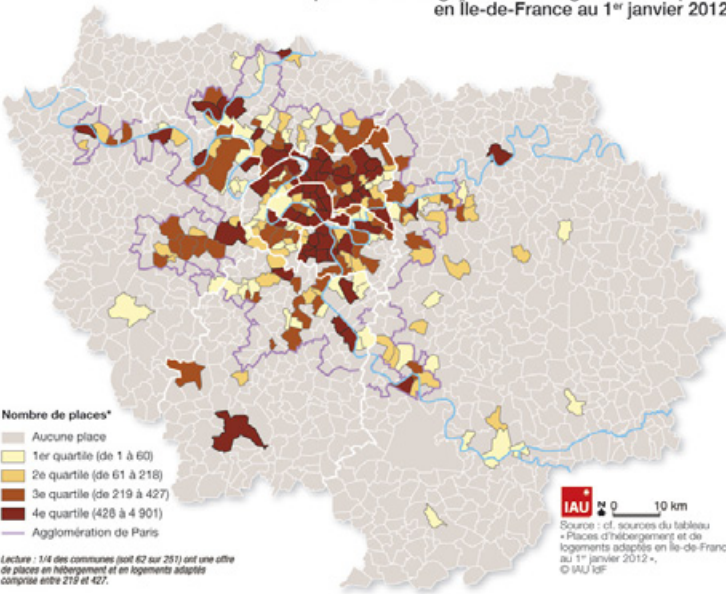 en Île-de-France au 1er janvier 2012
Nombre de places*
Aucune place
1er quartile (de 1 à 60)
2e quartile (de 61 à 218)
3e quartile (de 219 à 427)
4e quartile (428 à 4 901)
Agglomération de Paris
Lecture : 1/4 des communes (soit 62 sur 251) ont une offre
de places en hébergement et en logements adaptés
comprise entre 219 et 427.
IAU
N 0 10 km
Source : cf. sources du tableau
« Places d'hébergement et de
logements adaptés en Île-de-Franc
au 1er janvier 2012 »,
© IAU îdF